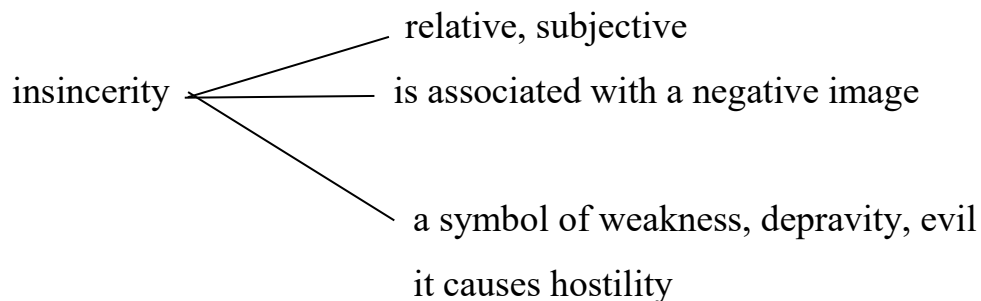 relative, subjective
insincerity
is associated with a negative image
a symbol of weakness, depravity, evil
it causes hostility